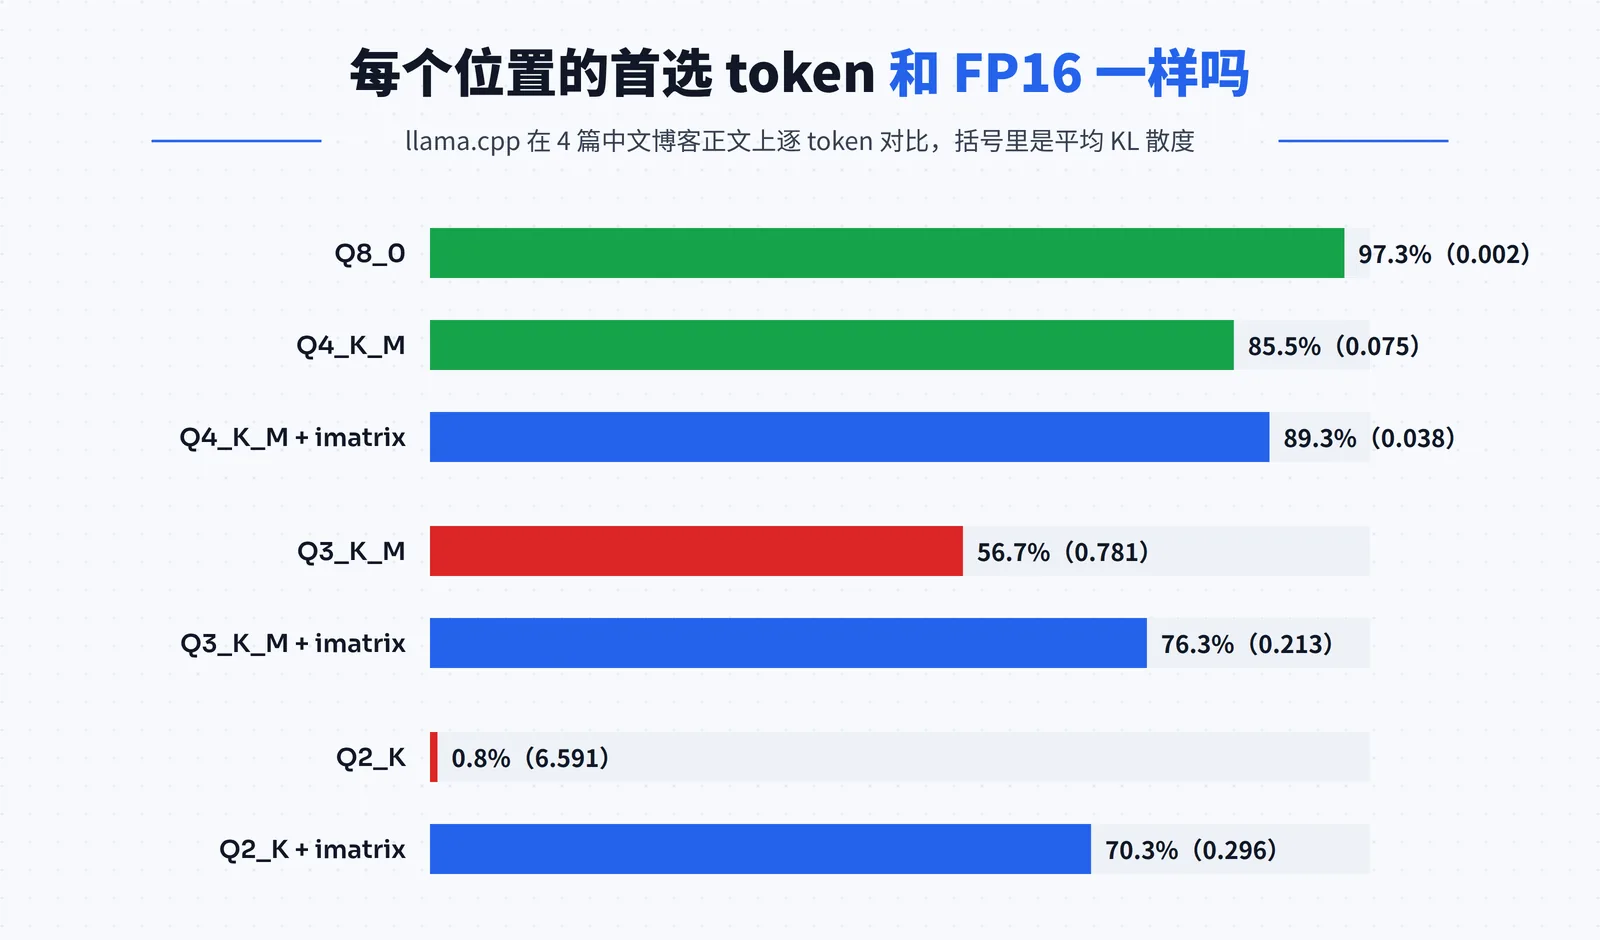 每个位置的首选 token 和 FP16 一样吗
llama.cpp 在 4 篇中文博客正文上逐 token 对比，括号里是平均 KL 散度
Q8_0 97.3%（0.002）
Q4_K_M 85.5%（0.075）
Q4_K_M + imatrix 89.3%（0.038）
Q3_K_M 56.7%（0.781）
Q3_K_M + imatrix 76.3%（0.213）
Q2_K 0.8%（6.591）
Q2_K + imatrix 70.3%（0.296）